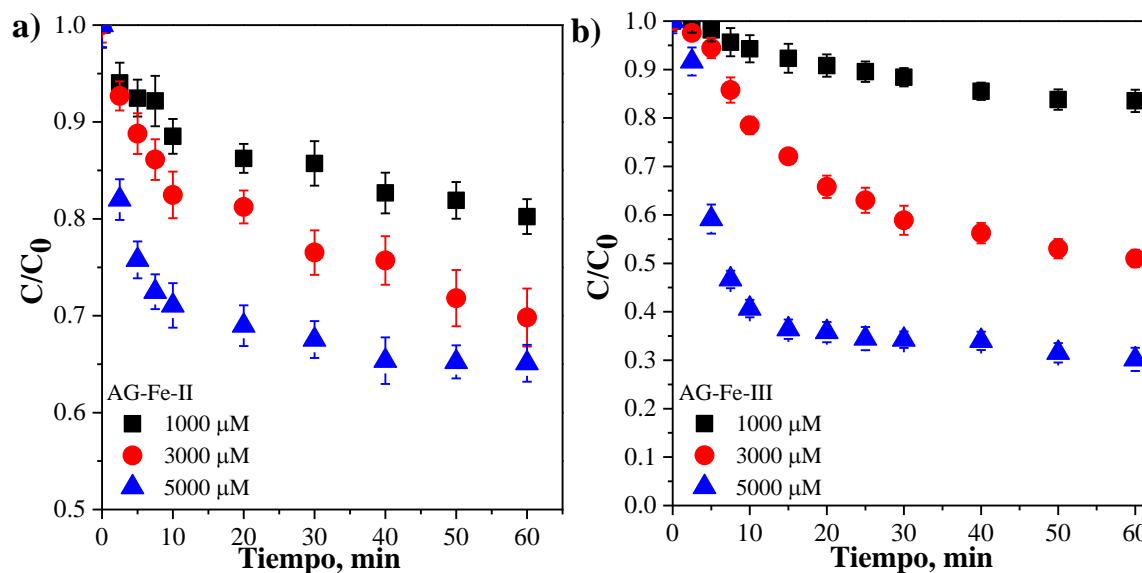 a)
1.0
0.9
0.8
0.7
0.6
0.5
C/C0
AG-Fe-II
1000 μM
3000 μM
5000 μM
0 10 20 30 40 50 60
Tiempo, min
b)
1.0
0.9
0.8
0.7
0.6
0.5
0.4
0.3
0.2
0.1
0.0
C/C0
AG-Fe-III
1000 μM
3000 μM
5000 μM
0 10 20 30 40 50 60
Tiempo, min